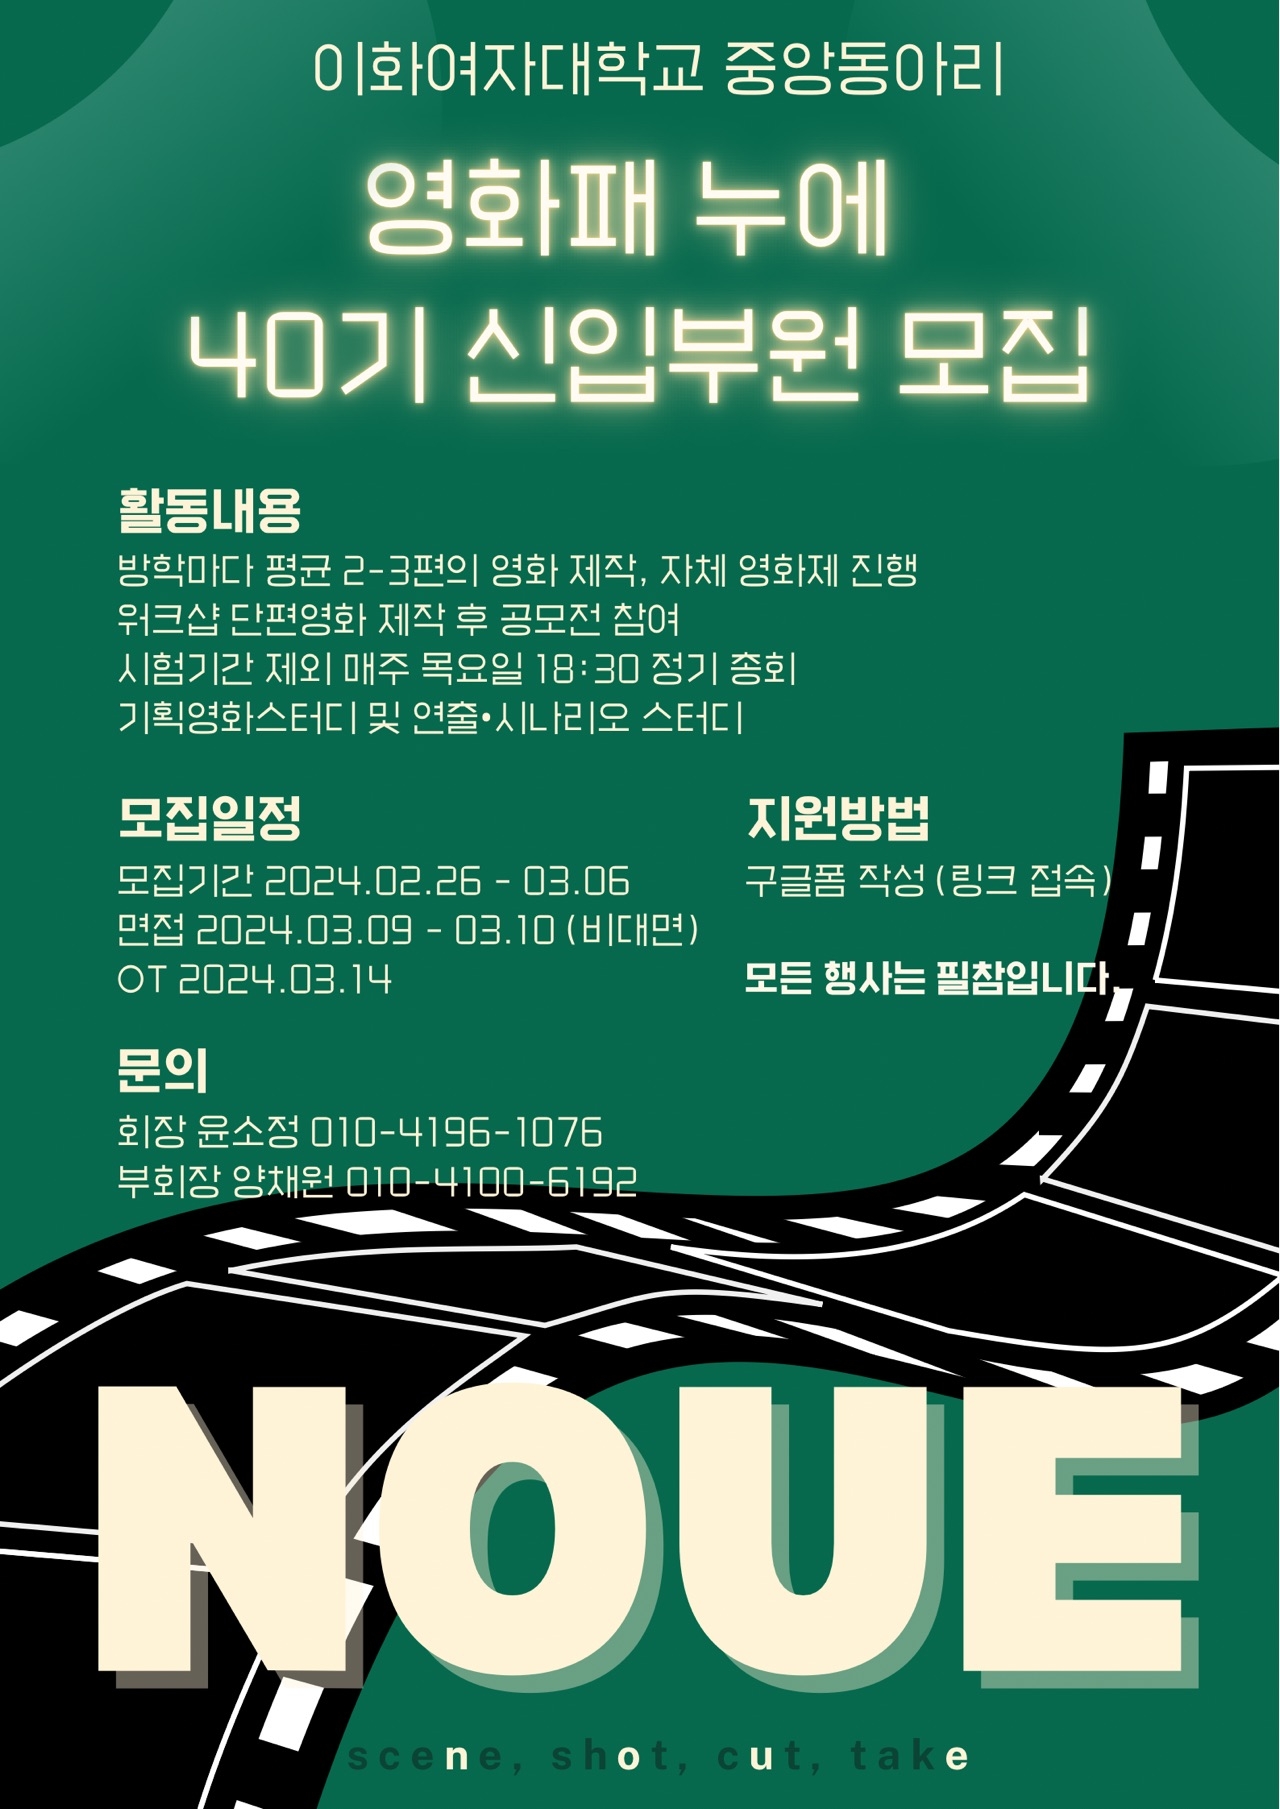 이화여자대학교 중앙동아리
영화패 누에
40기 신입부원 모집
활동내용
방학마다 평균 2-3편의 영화 제작, 자체 영화제 진행
워크샵 단편영화 제작 후 공모전 참여
시험기간 제외 매주 목요일 18:30 정기 총회
기획영화스터디 및 연출•시나리오 스터디
모집일정
모집기간 2024.02.26 - 03.06
면접 2024.03.09 - 03.10 (비대면)
OT 2024.03.14
지원방법
구글폼 작성 (링크 접속)
모든 행사는 필참입니다.
문의
회장 윤소정 010-4196-1076
부회장 양채원 010-4100-6192
NOUE
scene, shot, cut, take